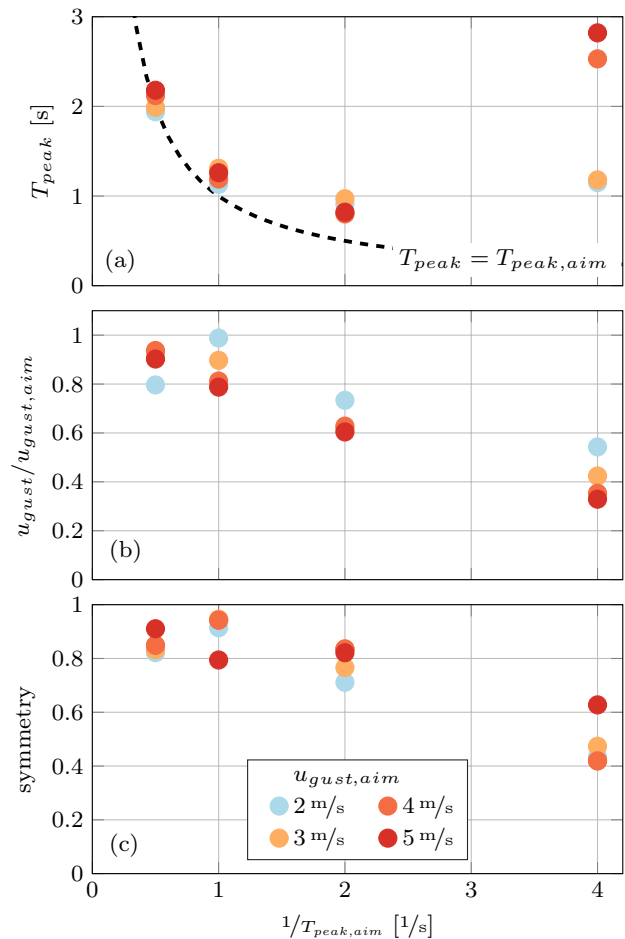 3
2
1
0
T_peak [s]
(a)
T_peak = T_peak,aim
1
0.8
0.6
0.4
0.2
0
u_gust/u_gust,aim
(b)
1
0.8
0.6
0.4
0.2
0
symmetry
(c)
u_gust,aim
2 m/s 4 m/s
3 m/s 5 m/s
0 1 2 3 4
1/T_peak,aim [1/s]